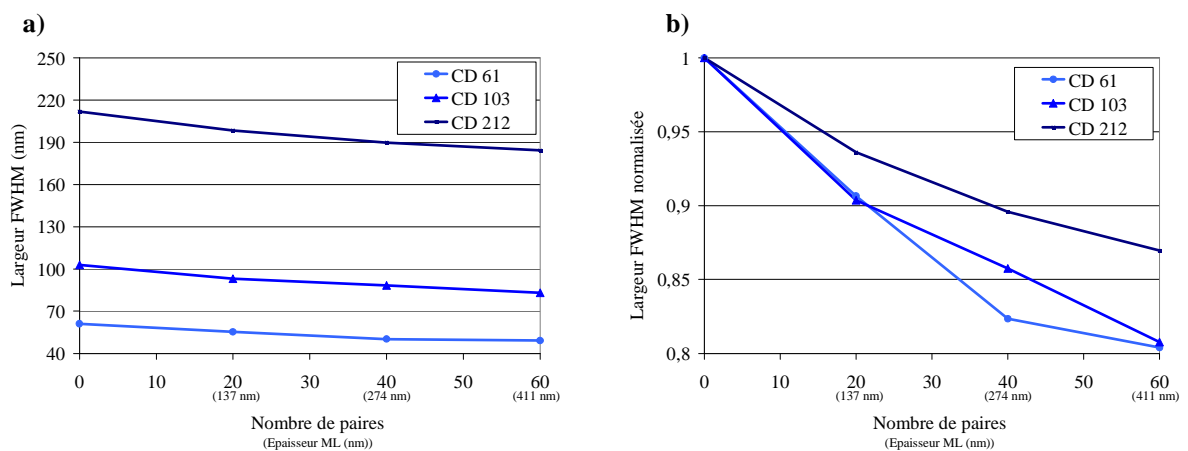 a)
Largeur FWHM (nm)
250
220
190
160
130
100
70
40
CD 61
CD 103
CD 212
0 10 20 30 40 50 60
(137 nm) (274 nm) (411 nm)
Nombre de paires
(Epaisseur ML (nm))
b)
Largeur FWHM normalisée
1
0,95
0,9
0,85
0,8
CD 61
CD 103
CD 212
0 10 20 30 40 50 60
(137 nm) (274 nm) (411 nm)
Nombre de paires
(Epaisseur ML (nm))